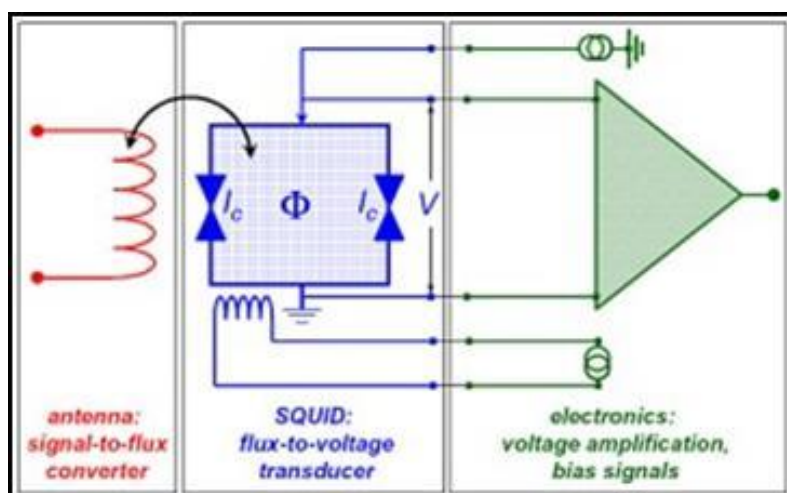 I_c
Φ
I_c
V
antenna:
signal-to-flux
converter
SQUID:
flux-to-voltage
transducer
electronics:
voltage amplification,
bias signals